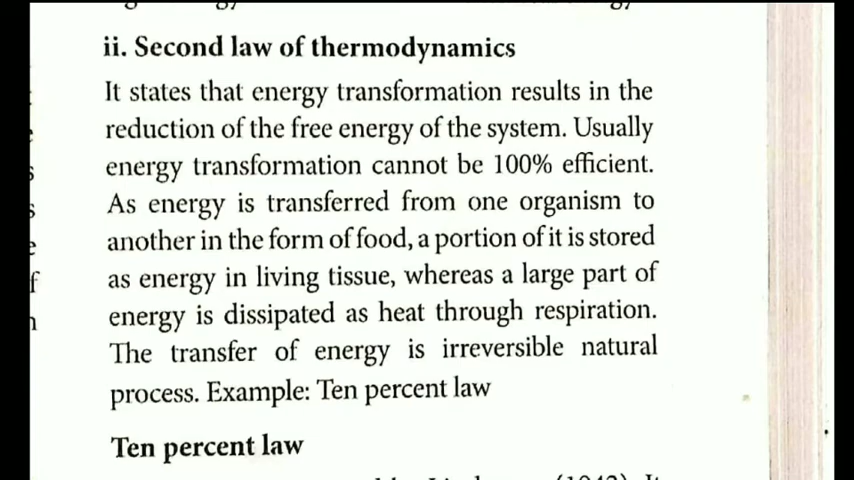 ii. Second law of thermodynamics
It states that energy transformation results in the
reduction of the free energy of the system. Usually
energy transformation cannot be 100% efficient.
As energy is transferred from one organism to
another in the form of food, a portion of it is stored
as energy in living tissue, whereas a large part of
energy is dissipated as heat through respiration.
The transfer of energy is irreversible natural
process. Example: Ten percent law
Ten percent law